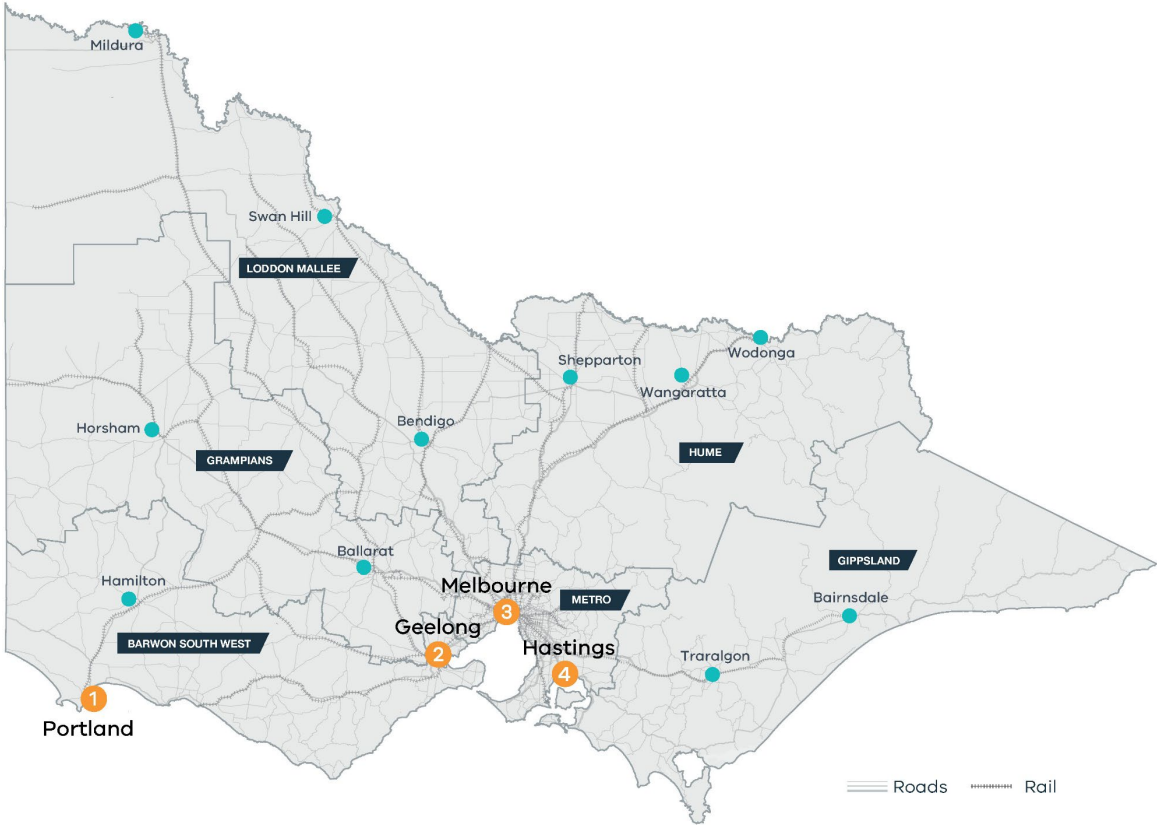 Mildura
Swan Hill
LODDON MALLEE
Shepparton
Wodonga
Wangaratta
Horsham
Bendigo
GRAMPIANS
HUME
Ballarat
GIPPSLAND
Hamilton
Melbourne
3
METRO
Bairnsdale
Geelong
2
BARWON SOUTH WEST
Hastings
4
Traralgon
1
Portland
Roads
Rail